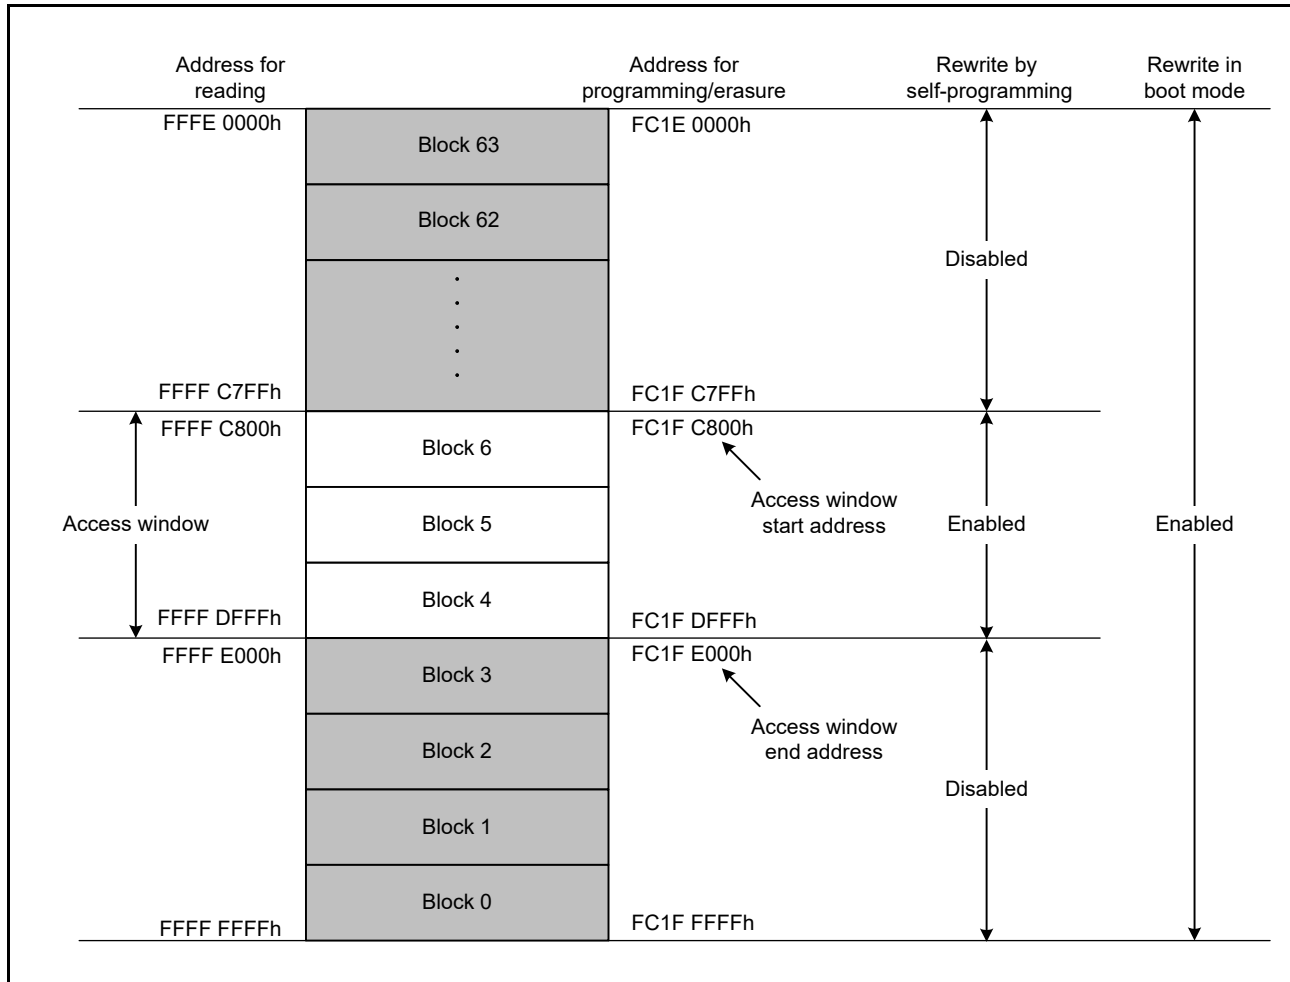 Address for
reading
Address for
programming/erasure
Rewrite by
self-programming
Rewrite in
boot mode
FFFE 0000h
Block 63
FC1E 0000h
Block 62
Disabled
FFFF C7FFh
FC1F C7FFh
FFFF C800h
Block 6
FC1F C800h
Access window
Block 5
Access window
start address
Enabled
Enabled
Block 4
FFFF DFFFh
FC1F DFFFh
FFFF E000h
Block 3
FC1F E000h
Block 2
Access window
end address
Disabled
Block 1
Block 0
FFFF FFFFh
FC1F FFFFh